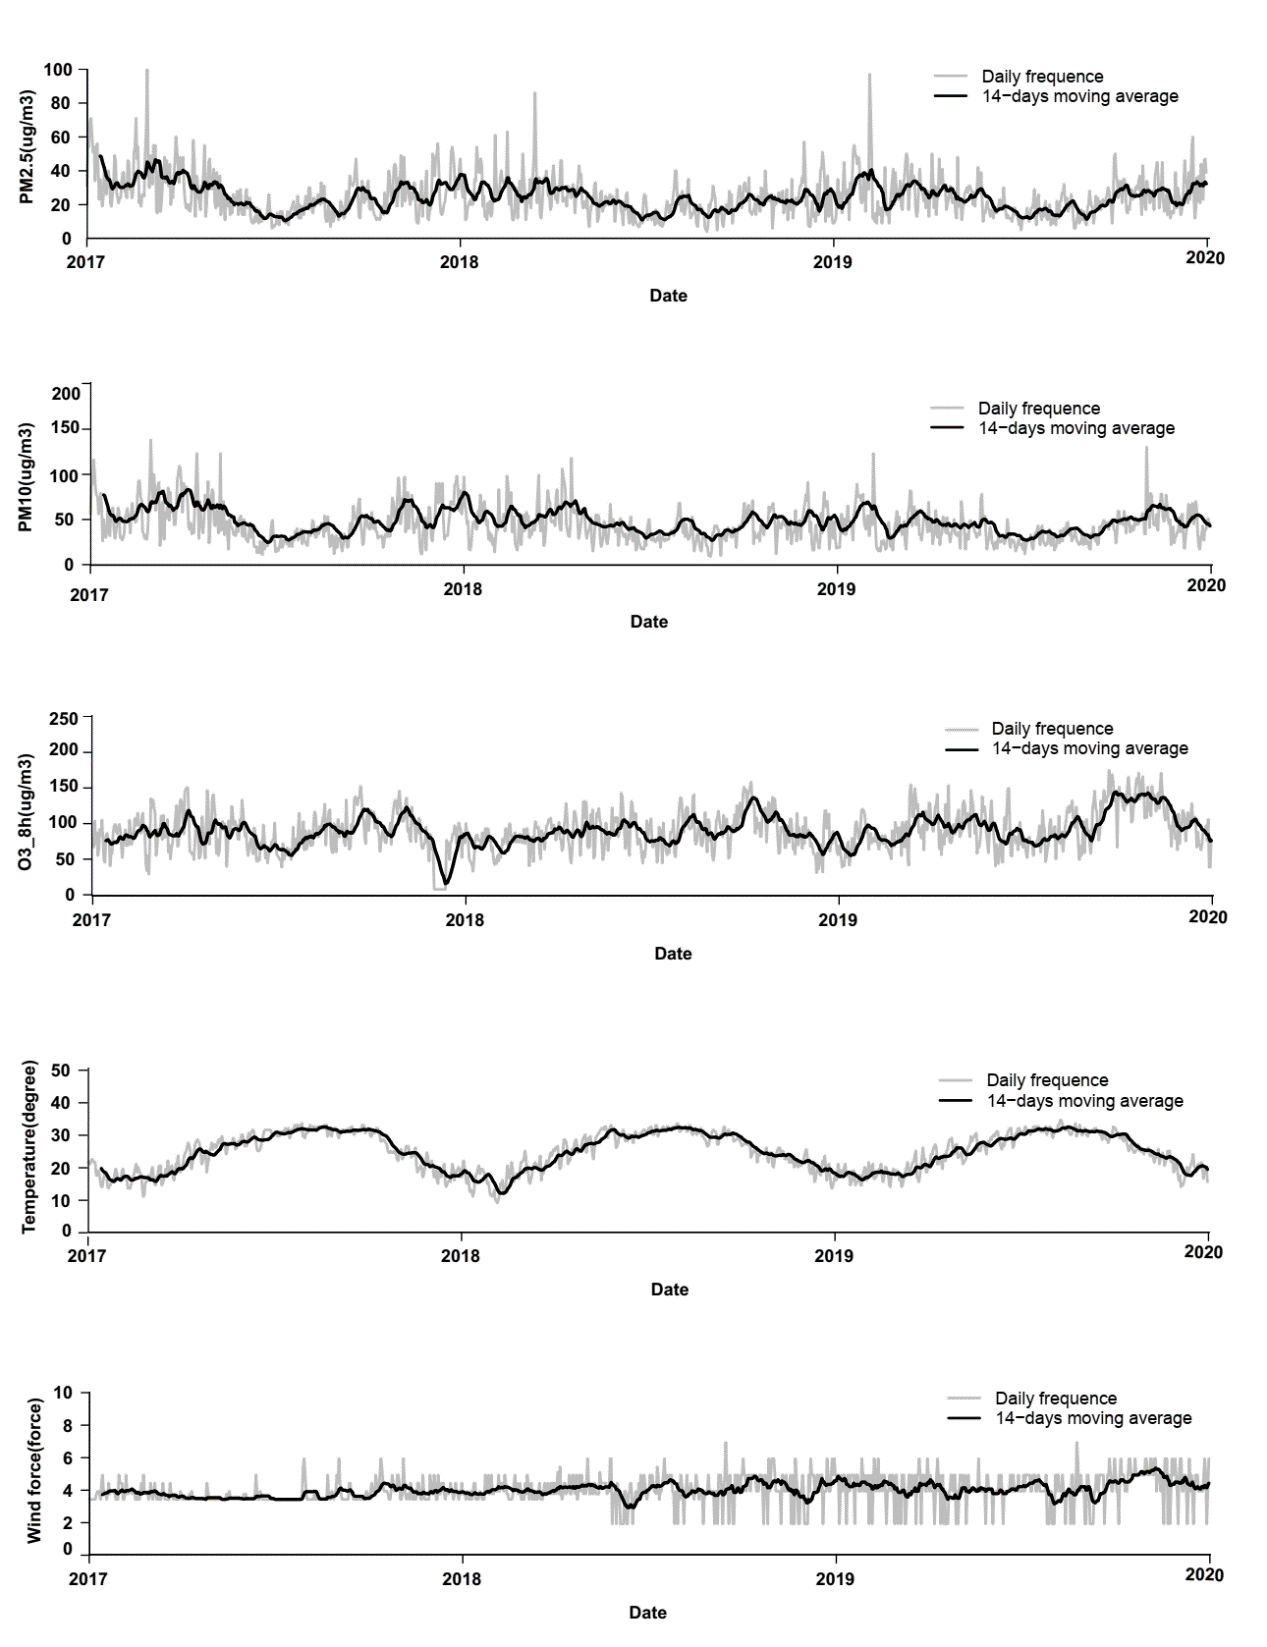 PM2.5(ug/m3)
100
80
60
40
20
0
Daily frequence
14−days moving average
2017
2018
2019
2020
Date
PM10(ug/m3)
200
150
100
50
0
Daily frequence
14−days moving average
2017
2018
2019
2020
Date
O3_8h(ug/m3)
250
200
150
100
50
0
Daily frequence
14−days moving average
2017
2018
2019
2020
Date
Temperature(degree)
50
40
30
20
10
0
Daily frequence
14−days moving average
2017
2018
2019
2020
Date
Wind force(force)
10
8
6
4
2
0
Daily frequence
14−days moving average
2017
2018
2019
2020
Date